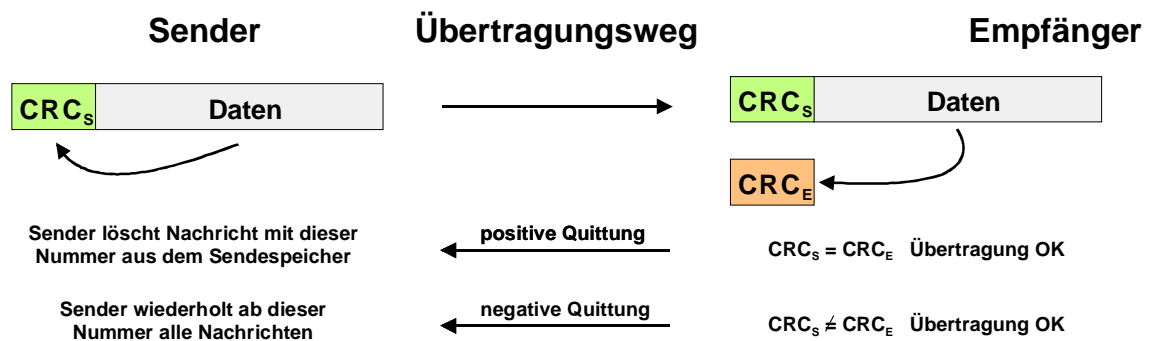 Sender Übertragungsweg Empfänger
CRCS Daten
CRCS Daten
CRCE
Sender löscht Nachricht mit dieser
Nummer aus dem Sendespeicher
positive Quittung
CRCS = CRCE Übertragung OK
Sender wiederholt ab dieser
Nummer alle Nachrichten
negative Quittung
CRCS ≠ CRCE Übertragung OK